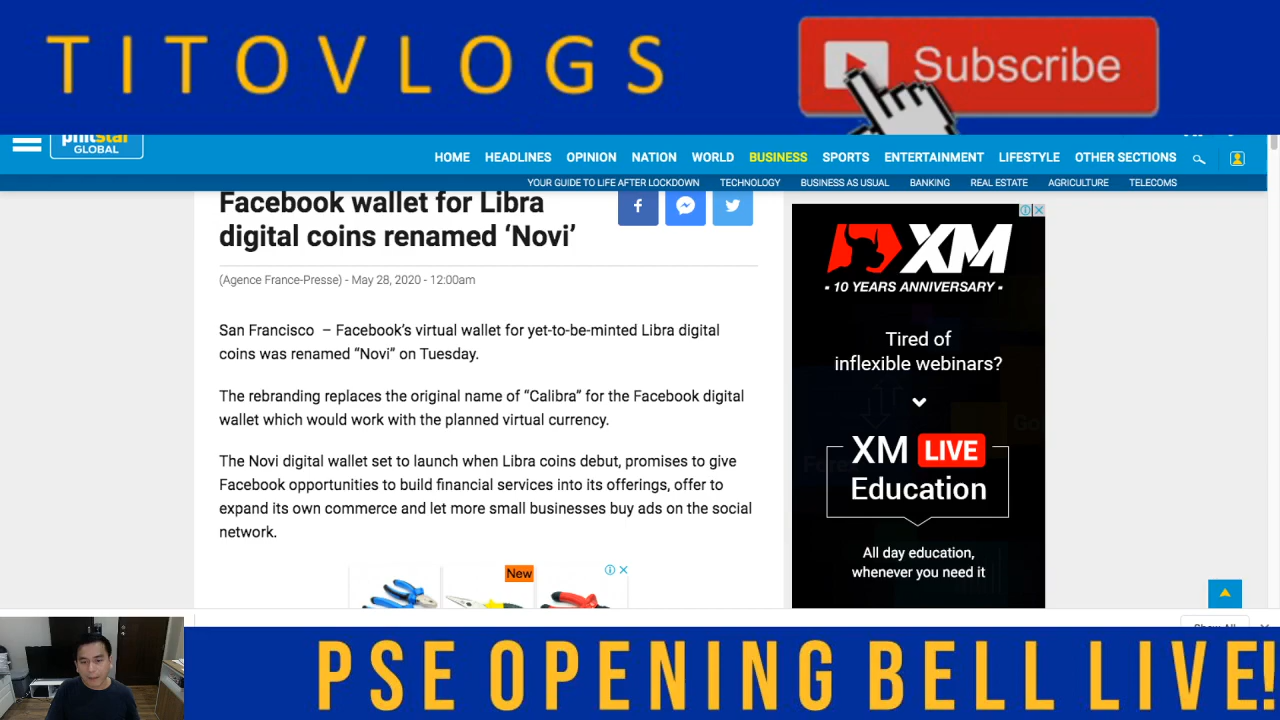 TITOVLOGS
Subscribe
philstar
GLOBAL
HOME HEADLINES OPINION NATION WORLD BUSINESS SPORTS ENTERTAINMENT LIFESTYLE OTHER SECTIONS
YOUR GUIDE TO LIFE AFTER LOCKDOWN TECHNOLOGY BUSINESS AS USUAL BANKING REAL ESTATE AGRICULTURE TELECOMS
Facebook wallet for Libra
digital coins renamed ‘Novi’
(Agence France-Presse) - May 28, 2020 - 12:00am
San Francisco – Facebook’s virtual wallet for yet-to-be-minted Libra digital
coins was renamed “Novi” on Tuesday.
The rebranding replaces the original name of “Calibra” for the Facebook digital
wallet which would work with the planned virtual currency.
The Novi digital wallet set to launch when Libra coins debut, promises to give
Facebook opportunities to build financial services into its offerings, offer to
expand its own commerce and let more small businesses buy ads on the social
network.
New
XM
- 10 YEARS ANNIVERSARY -
Tired of
inflexible webinars?
XM LIVE
Education
All day education,
whenever you need it
Show All
PSE OPENING BELL LIVE!